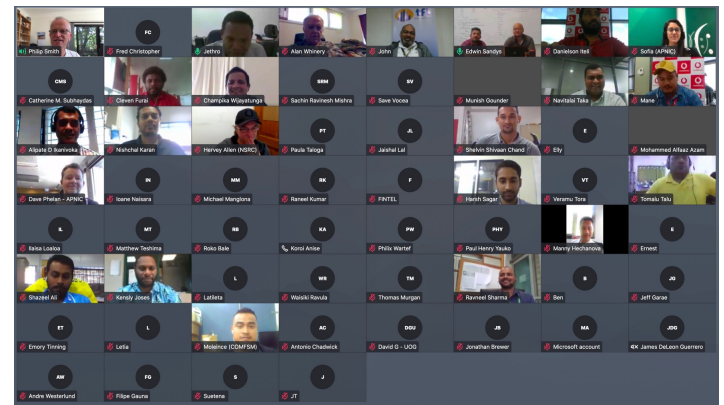 Philip Smith
FC
Fred Christopher
Jethro
Alan Whinery
John
Edwin Sandys
Danielson Iteli
Sofia (APNIC)
CMS
Catherine M. Subhaydas
Cleven Furai
Champika Wijayatunga
SRM
Sachin Ravinesh Mishra
SV
Save Vocea
Munish Gounder
Navitalai Taka
Mane
Alipate D Ikanivoka
Nishchal Karan
Hervey Allen (NSRC)
PT
Paula Taloga
JL
Jaishal Lal
Shelvin Shivaan Chand
E
Elly
Mohammed Alfaaz Azam
Dave Phelan - APNIC
IN
Ioane Naisara
MM
Michael Manglona
RK
Raneel Kumar
F
FINTEL
Harsh Sagar
VT
Veramu Tora
Tomalu Talu
IL
Ilaisa Loaloa
MT
Matthew Teshima
RB
Roko Bale
KA
Koroi Anise
PW
Philix Wartef
PHY
Paul Henry Yauko
Manny Hechanova
E
Ernest
Shazeel Ali
Kensly Joses
L
Latileta
WR
Waisiki Ravula
TM
Thomas Murgan
Ravneel Sharma
B
Ben
JG
Jeff Garae
ET
Emory Tinning
L
Letia
Moleince (COMFSM)
AC
Antonio Chadwick
DGU
David G - UOG
JB
Jonathan Brewer
MA
Microsoft account
JDG
James DeLeon Guerrero
AW
Andre Westerlund
FG
Filipe Gauna
S
Suetena
J
JT